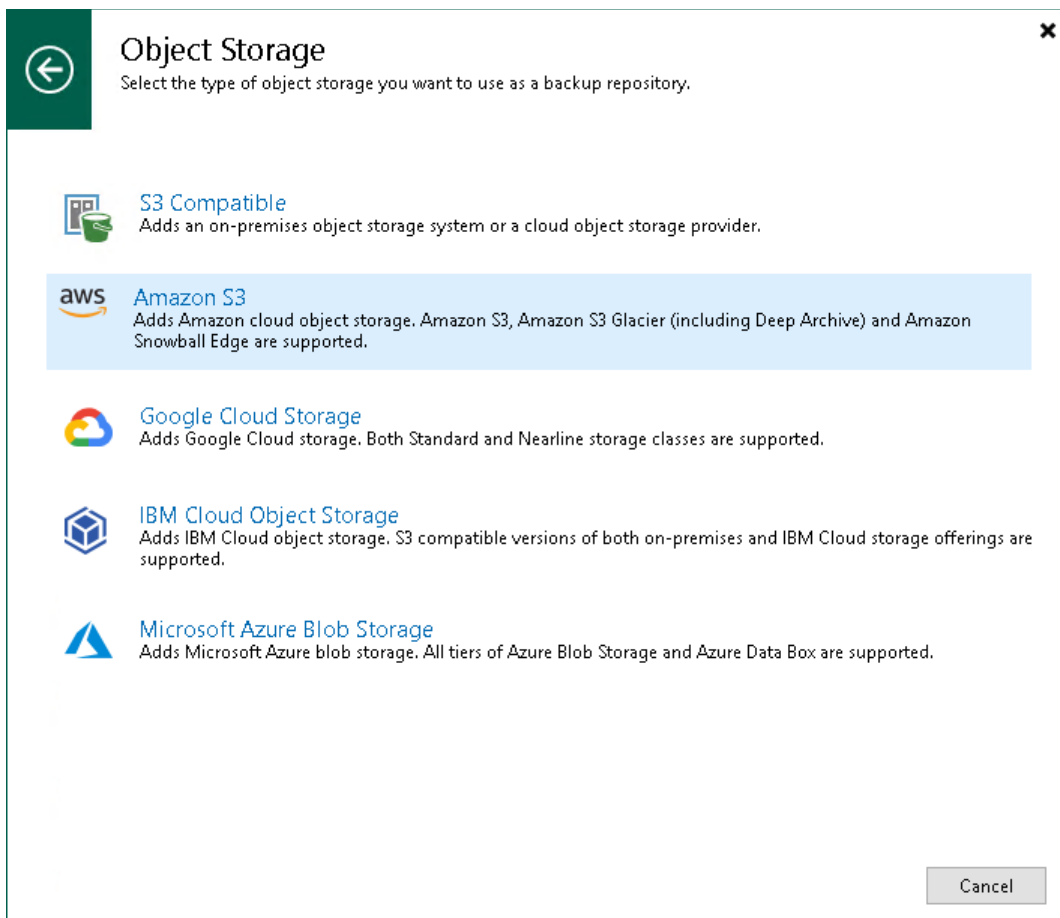 Object Storage
Select the type of object storage you want to use as a backup repository.
S3 Compatible
Adds an on-premises object storage system or a cloud object storage provider.
aws
Amazon S3
Adds Amazon cloud object storage. Amazon S3, Amazon S3 Glacier (including Deep Archive) and Amazon
Snowball Edge are supported.
Google Cloud Storage
Adds Google Cloud storage. Both Standard and Nearline storage classes are supported.
IBM Cloud Object Storage
Adds IBM Cloud object storage. S3 compatible versions of both on-premises and IBM Cloud storage offerings are
supported.
Microsoft Azure Blob Storage
Adds Microsoft Azure blob storage. All tiers of Azure Blob Storage and Azure Data Box are supported.
Cancel